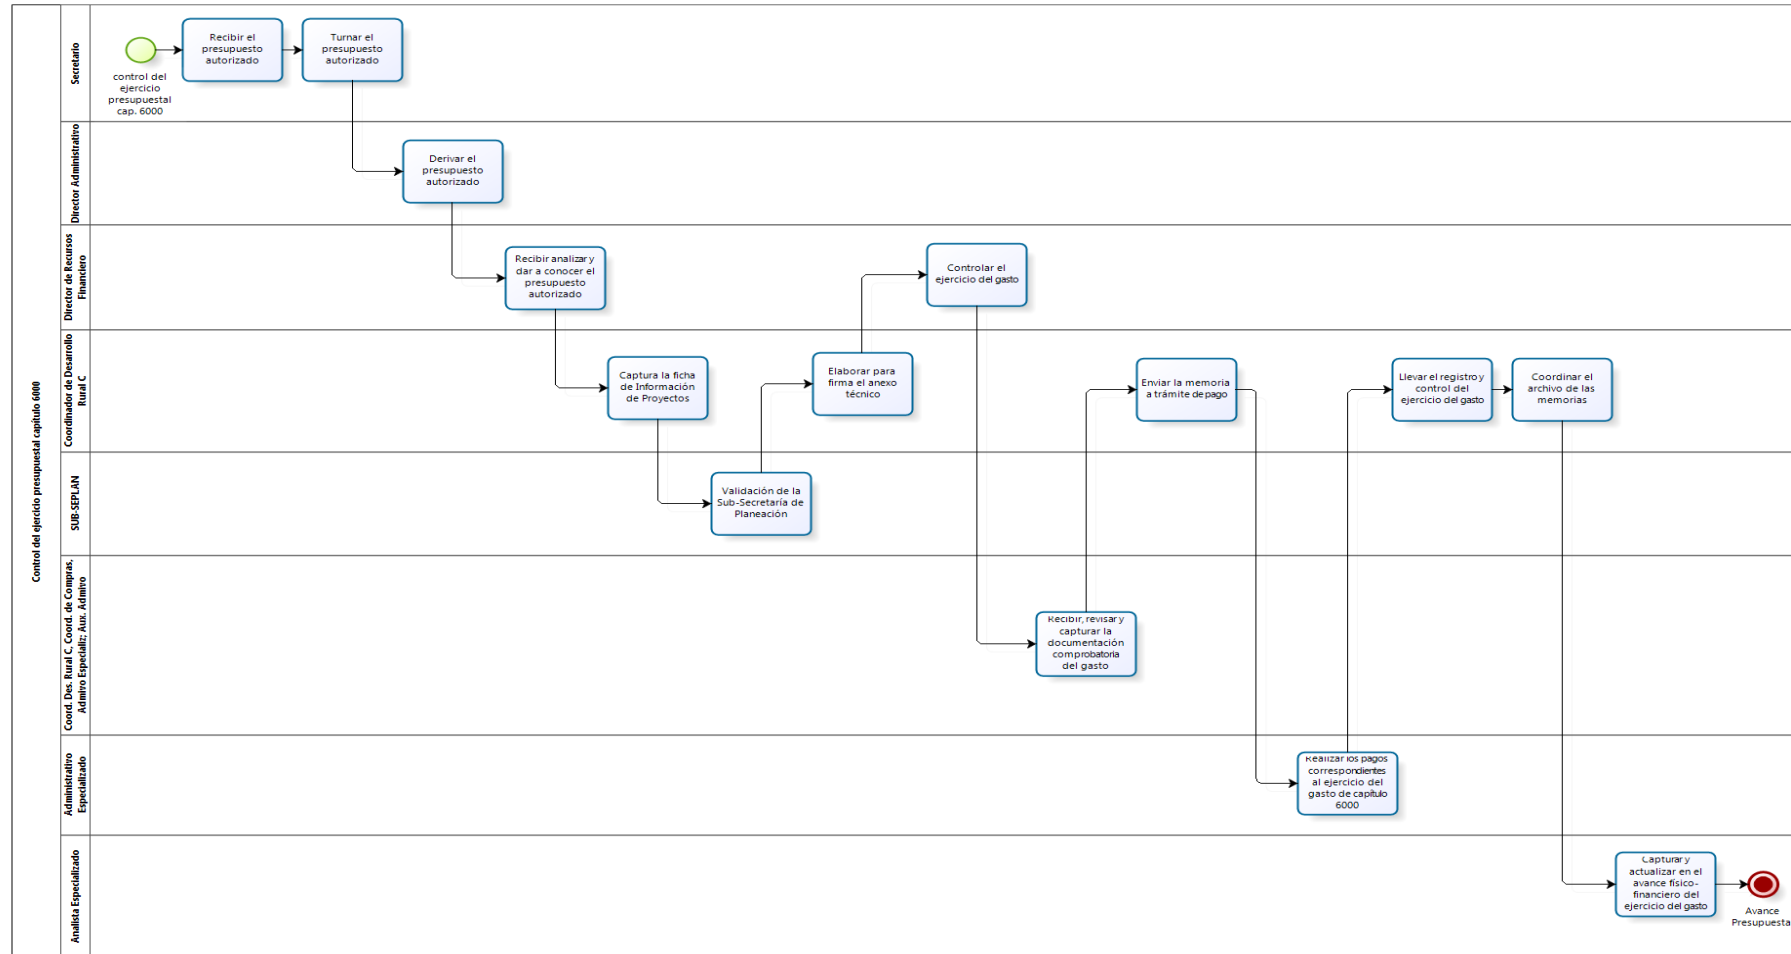 Control del ejercicio presupuestal capítulo 6000
Secretario
control del
ejercicio
presupuestal
cap. 6000
Recibir el
presupuesto
autorizado
Turnar el
presupuesto
autorizado
Director Administrativo
Derivar el
presupuesto
autorizado
Director de Recursos
Financiero
Recibir analizar y
dar a conocer el
presupuesto
autorizado
Controlar el
ejercicio del gasto
Coordinador de Desarrollo
Rural C
Captura la ficha
de Información
de Proyectos
Elaborar para
firma el anexo
técnico
Enviar la memoria
a trámite de pago
Llevar el registro y
control del
ejercicio del gasto
Coordinar el
archivo de las
memorias
SUB-SEPLAN
Validación de la
Sub-Secretaría de
Planeación
Coord. Des. Rural C, Coord. de Compras,
Admivo Especializ; Aux. Admivo
Recibir, revisar y
capturar la
documentación
comprobatoria
del gasto
Administrativo
Especializado
Realizar los pagos
correspondientes
al ejercicio del
gasto de capítulo
6000
Analista Especializado
Capturar y
actualizar en el
avance físico-
financiero del
ejercicio del gasto
Avance
Presupuesta